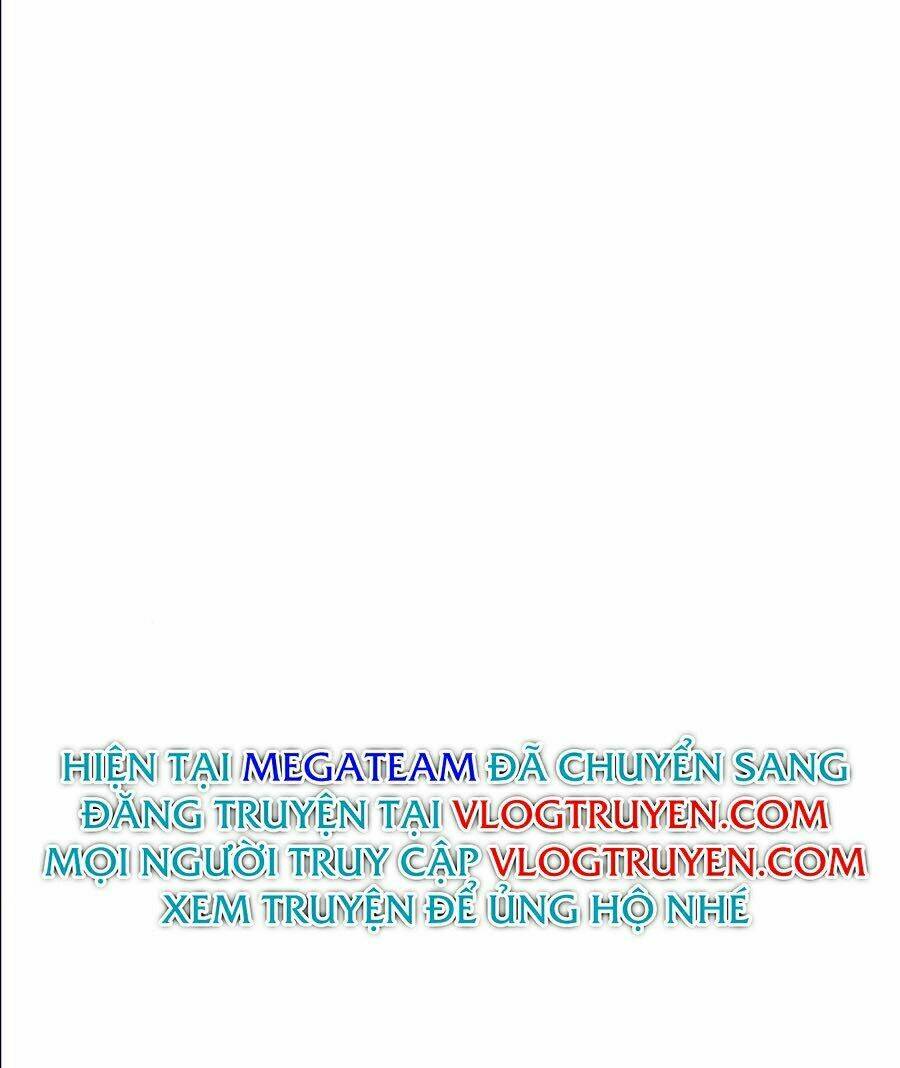 HIỆN TẠI MEGATEAM ĐÃ CHUYỂN SANG
ĐĂNG TRUYỆN TẠI VLOGTRUYEN.COM
MỌI NGƯỜI TRUY CẬP VLOGTRUYEN.COM
XEM TRUYỆN ĐỂ ỦNG HỘ NHÉ